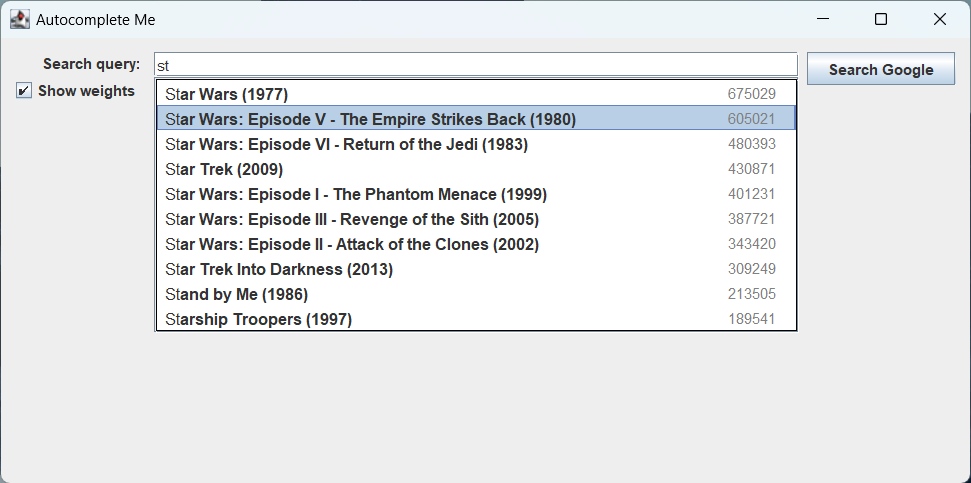 Autocomplete Me
Search query: st Search Google
Show weights
Star Wars (1977) 675029
Star Wars: Episode V - The Empire Strikes Back (1980) 605021
Star Wars: Episode VI - Return of the Jedi (1983) 480393
Star Trek (2009) 430871
Star Wars: Episode I - The Phantom Menace (1999) 401231
Star Wars: Episode III - Revenge of the Sith (2005) 387721
Star Wars: Episode II - Attack of the Clones (2002) 343420
Star Trek Into Darkness (2013) 309249
Stand by Me (1986) 213505
Starship Troopers (1997) 189541